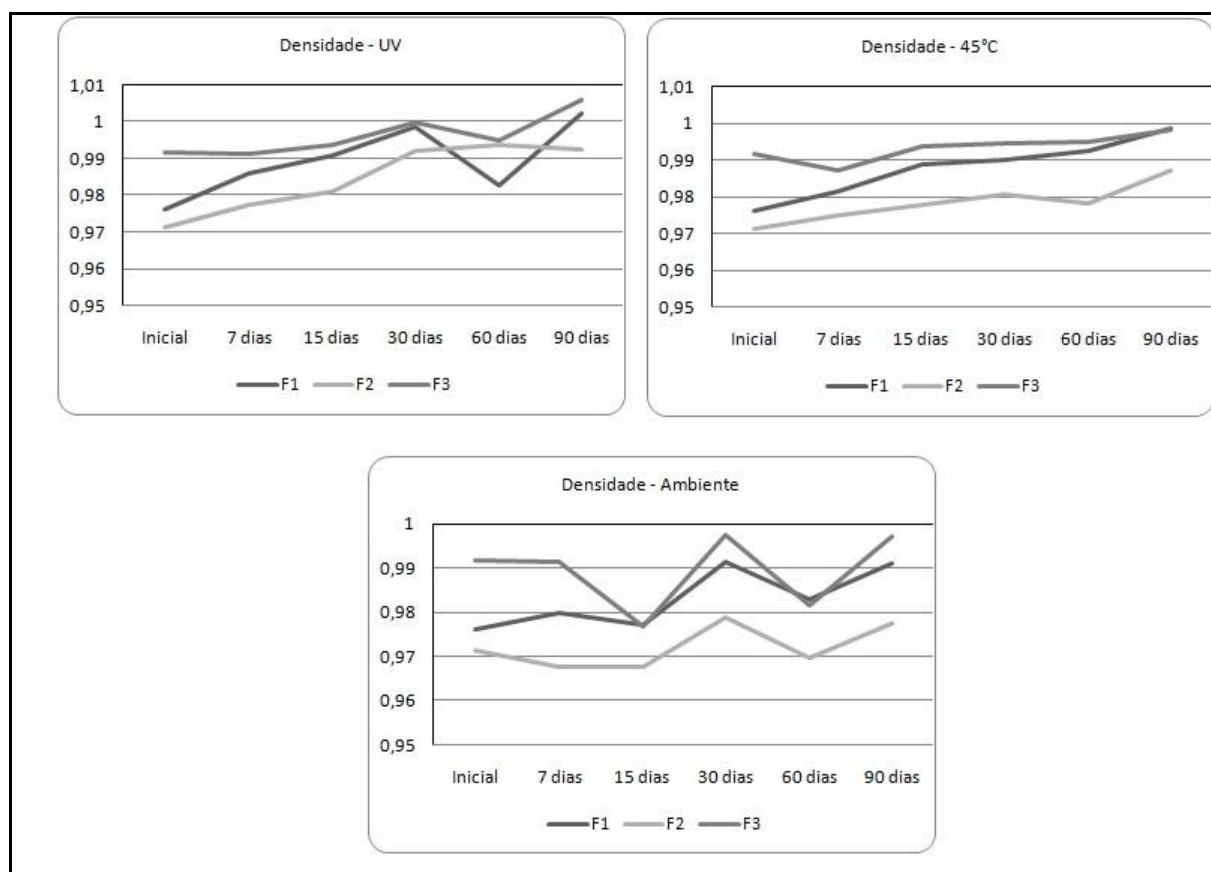 Densidade - UV
1,01
1
0,99
0,98
0,97
0,96
0,95
Inicial 7 dias 15 dias 30 dias 60 dias 90 dias
F1 F2 F3
Densidade - 45°C
1,01
1
0,99
0,98
0,97
0,96
0,95
Inicial 7 dias 15 dias 30 dias 60 dias 90 dias
F1 F2 F3
Densidade - Ambiente
1
0,99
0,98
0,97
0,96
0,95
Inicial 7 dias 15 dias 30 dias 60 dias 90 dias
F1 F2 F3